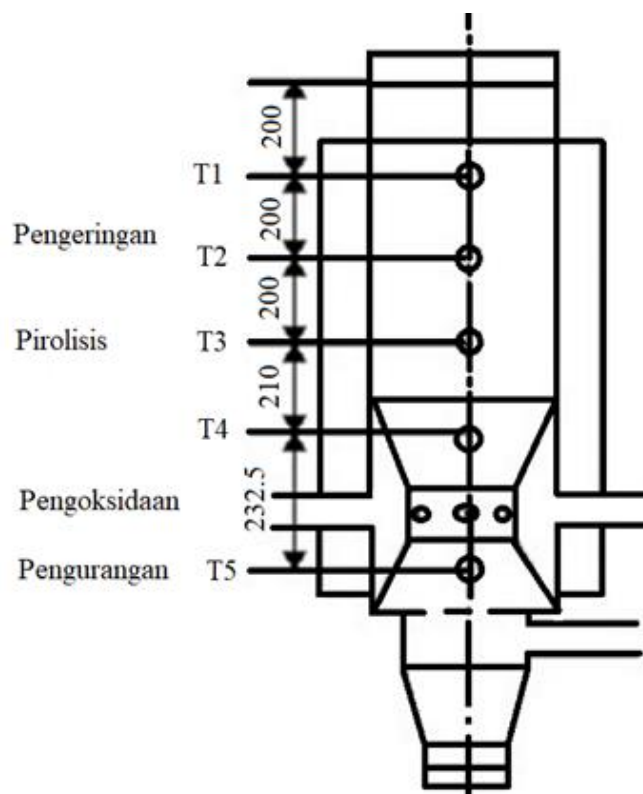 200
T1
200
Pengeringan
T2
200
Pirolisis
T3
210
T4
232.5
Pengoksidaan
Pengurangan
T5